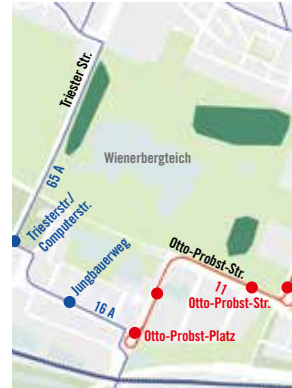 Triester Str.
65 A
Wienerbergteich
Triesterstr./
Computerstr.
Jungbauerweg
16 A
Otto-Probst-Str.
11
Otto-Probst-Str.
Otto-Probst-Platz